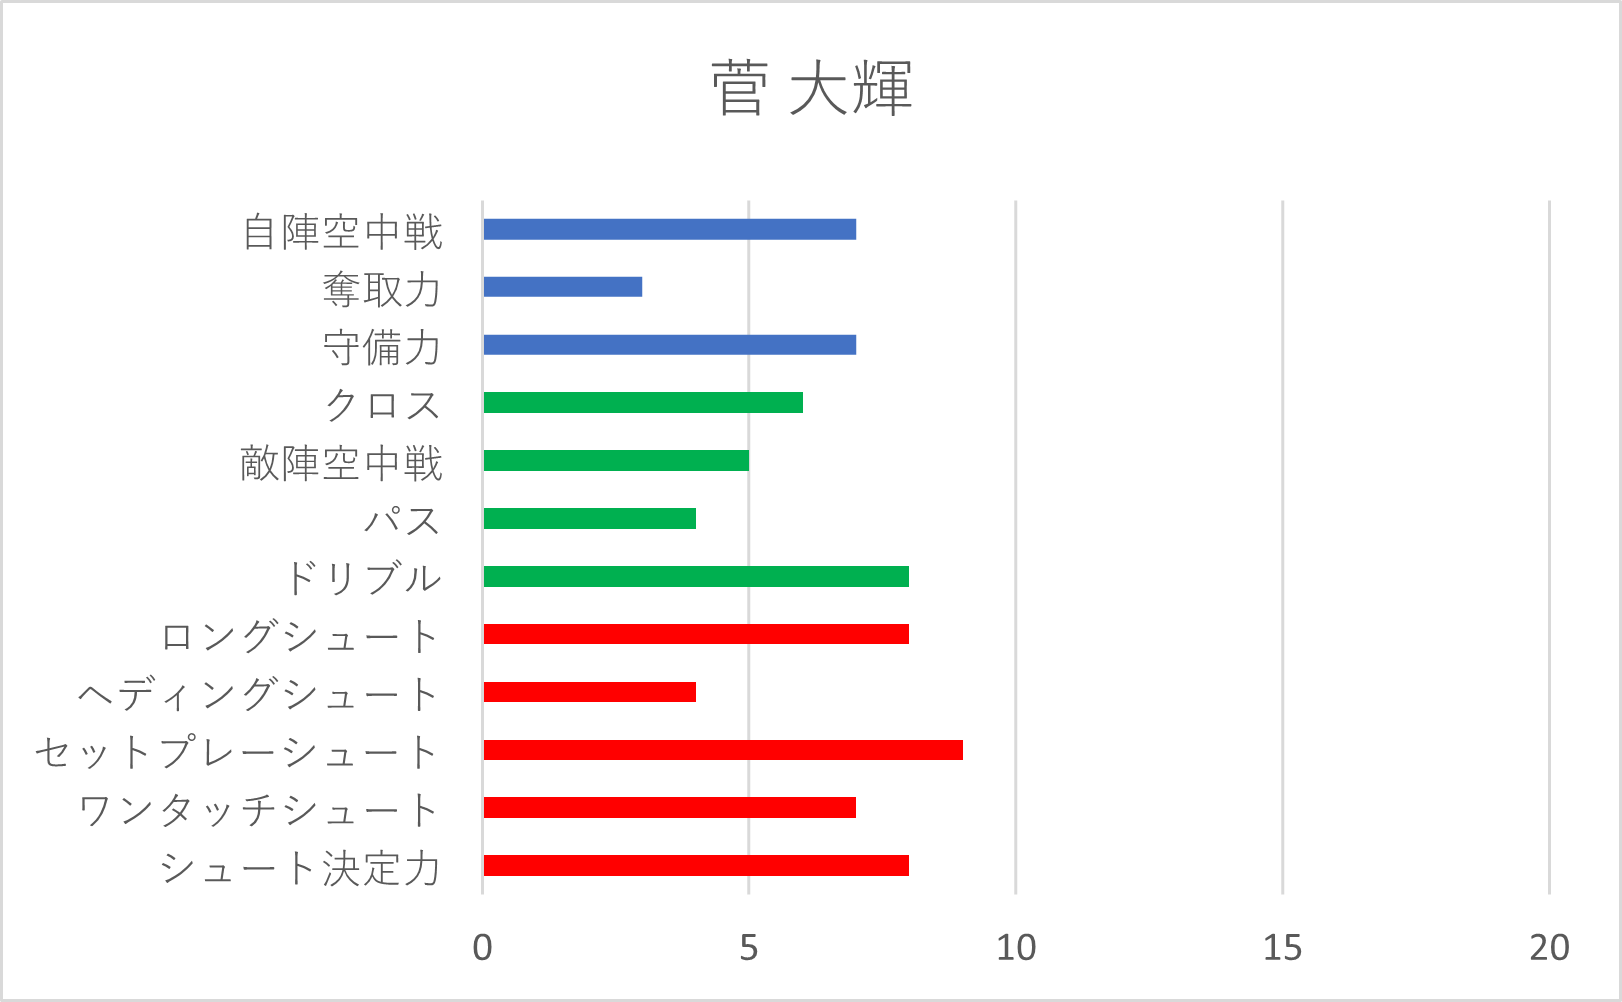 菅 大輝
自陣空中戦
奪取力
守備力
クロス
敵陣空中戦
パス
ドリブル
ロングシュート
ヘディングシュート
セットプレーシュート
ワンタッチシュート
シュート決定力
0 5 10 15 20